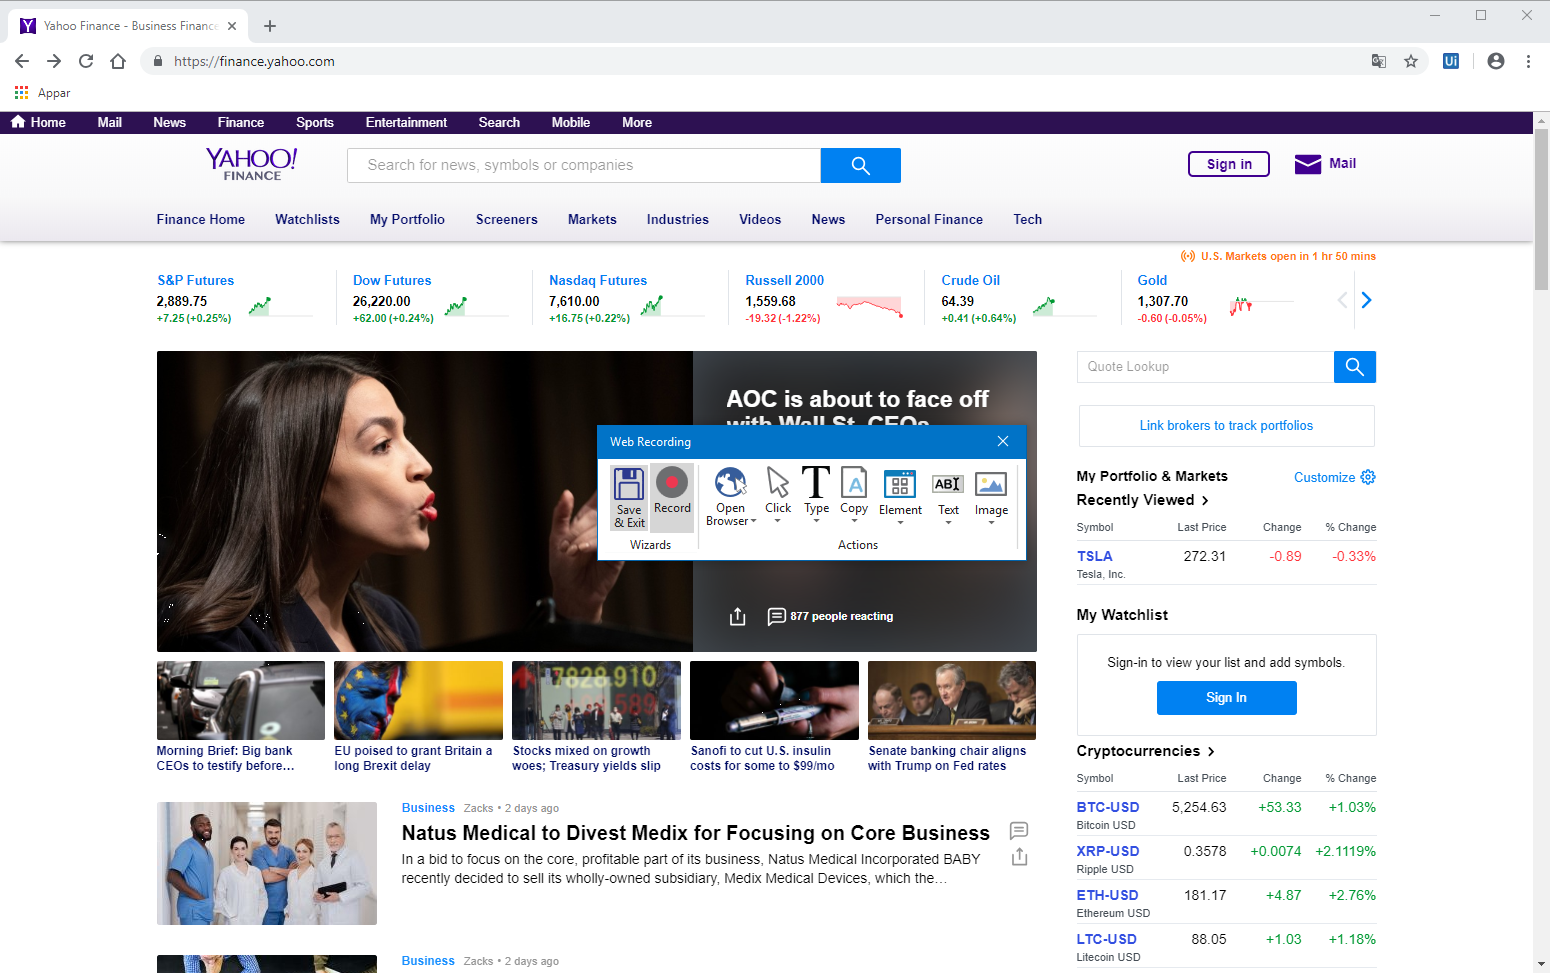 Yahoo Finance - Business Finance
https://finance.yahoo.com
Ui
Appar
Home Mail News Finance Sports Entertainment Search Mobile More
YAHOO!
FINANCE
Search for news, symbols or companies
Sign in
Mail
Finance Home Watchlists My Portfolio Screeners Markets Industries Videos News Personal Finance Tech
U.S. Markets open in 1 hr 50 mins
S&P Futures
2,889.75
+7.25 (+0.25%)
Dow Futures
26,220.00
+62.00 (+0.24%)
Nasdaq Futures
7,610.00
+16.75 (+0.22%)
Russell 2000
1,559.68
-19.32 (-1.22%)
Crude Oil
64.39
+0.41 (+0.64%)
Gold
1,307.70
-0.60 (-0.05%)
AOC is about to face off
with Wall St. CEOs
Web Recording
Save
& Exit
Record
Wizards
Open
Browser
Click
Type
Copy
Element
ABI
Text
Image
Actions
877 people reacting
7828.910
589
Morning Brief: Big bank
CEOs to testify before…
EU poised to grant Britain a
long Brexit delay
Stocks mixed on growth
woes; Treasury yields slip
Sanofi to cut U.S. insulin
costs for some to $99/mo
Senate banking chair aligns
with Trump on Fed rates
Business Zacks • 2 days ago
Natus Medical to Divest Medix for Focusing on Core Business
In a bid to focus on the core, profitable part of its business, Natus Medical Incorporated BABY
recently decided to sell its wholly-owned subsidiary, Medix Medical Devices, which the…
Business Zacks • 2 days ago
Quote Lookup
Link brokers to track portfolios
My Portfolio & Markets
Customize
Recently Viewed
Symbol Last Price Change % Change
TSLA 272.31 -0.89 -0.33%
Tesla, Inc.
My Watchlist
Sign-in to view your list and add symbols.
Sign In
Cryptocurrencies
Symbol Last Price Change % Change
BTC-USD 5,254.63 +53.33 +1.03%
Bitcoin USD
XRP-USD 0.3578 +0.0074 +2.1119%
Ripple USD
ETH-USD 181.17 +4.87 +2.76%
Ethereum USD
LTC-USD 88.05 +1.03 +1.18%
Litecoin USD